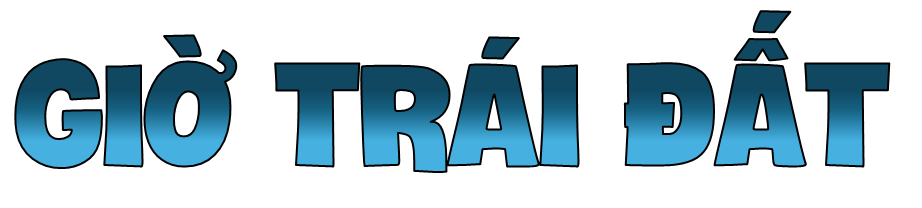 GIỜ TRÁI ĐẤT